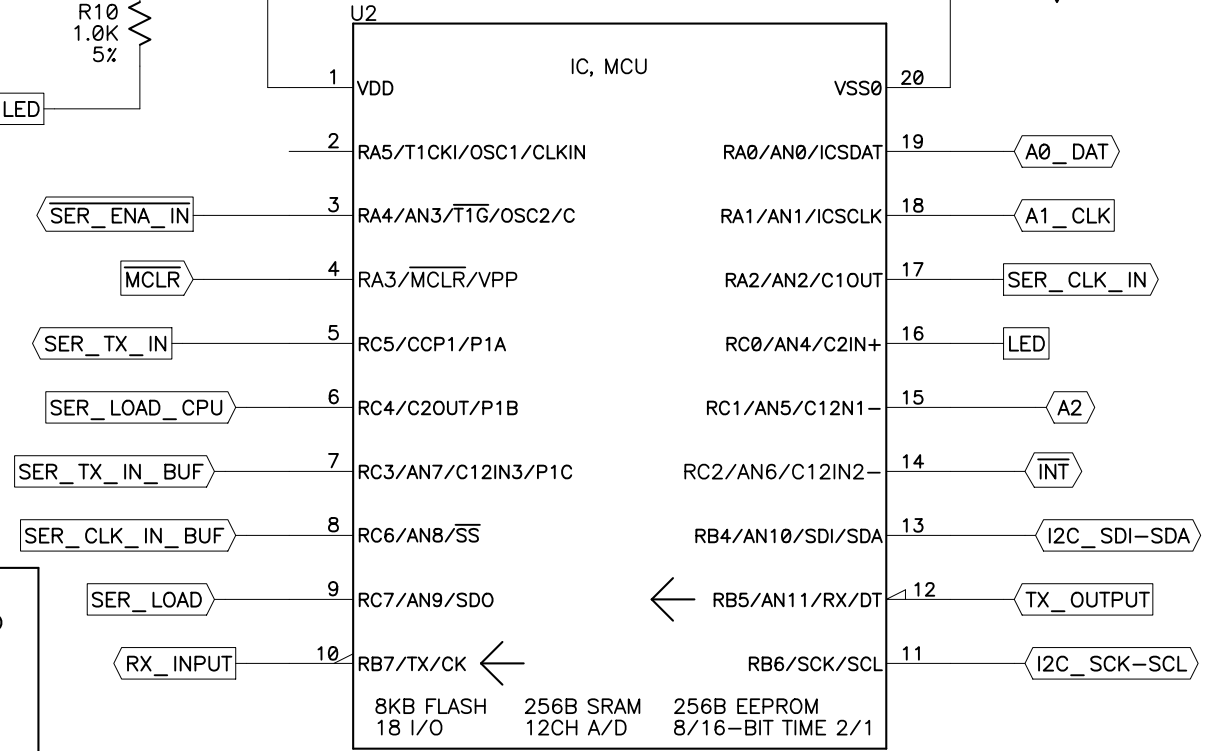 R10
1.0K
5%
LED
U2
IC, MCU
1 VDD
VSS0 20
2 RA5/T1CKI/OSC1/CLKIN
RA0/AN0/ICSDAT 19 A0_DAT
SER_ENA_IN 3 RA4/AN3/T1G/OSC2/C
RA1/AN1/ICSCLK 18 A1_CLK
MCLR 4 RA3/MCLR/VPP
RA2/AN2/C1OUT 17 SER_CLK_IN
SER_TX_IN 5 RC5/CCP1/P1A
RC0/AN4/C2IN+ 16 LED
SER_LOAD_CPU 6 RC4/C2OUT/P1B
RC1/AN5/C12N1- 15 A2
SER_TX_IN_BUF 7 RC3/AN7/C12IN3/P1C
RC2/AN6/C12IN2- 14 INT
SER_CLK_IN_BUF 8 RC6/AN8/SS
RB4/AN10/SDI/SDA 13 I2C_SDI-SDA
SER_LOAD 9 RC7/AN9/SDO
RB5/AN11/RX/DT 12 TX_OUTPUT
RX_INPUT 10 RB7/TX/CK
RB6/SCK/SCL 11 I2C_SCK-SCL
8KB FLASH 256B SRAM 256B EEPROM
18 I/O 12CH A/D 8/16-BIT TIME 2/1